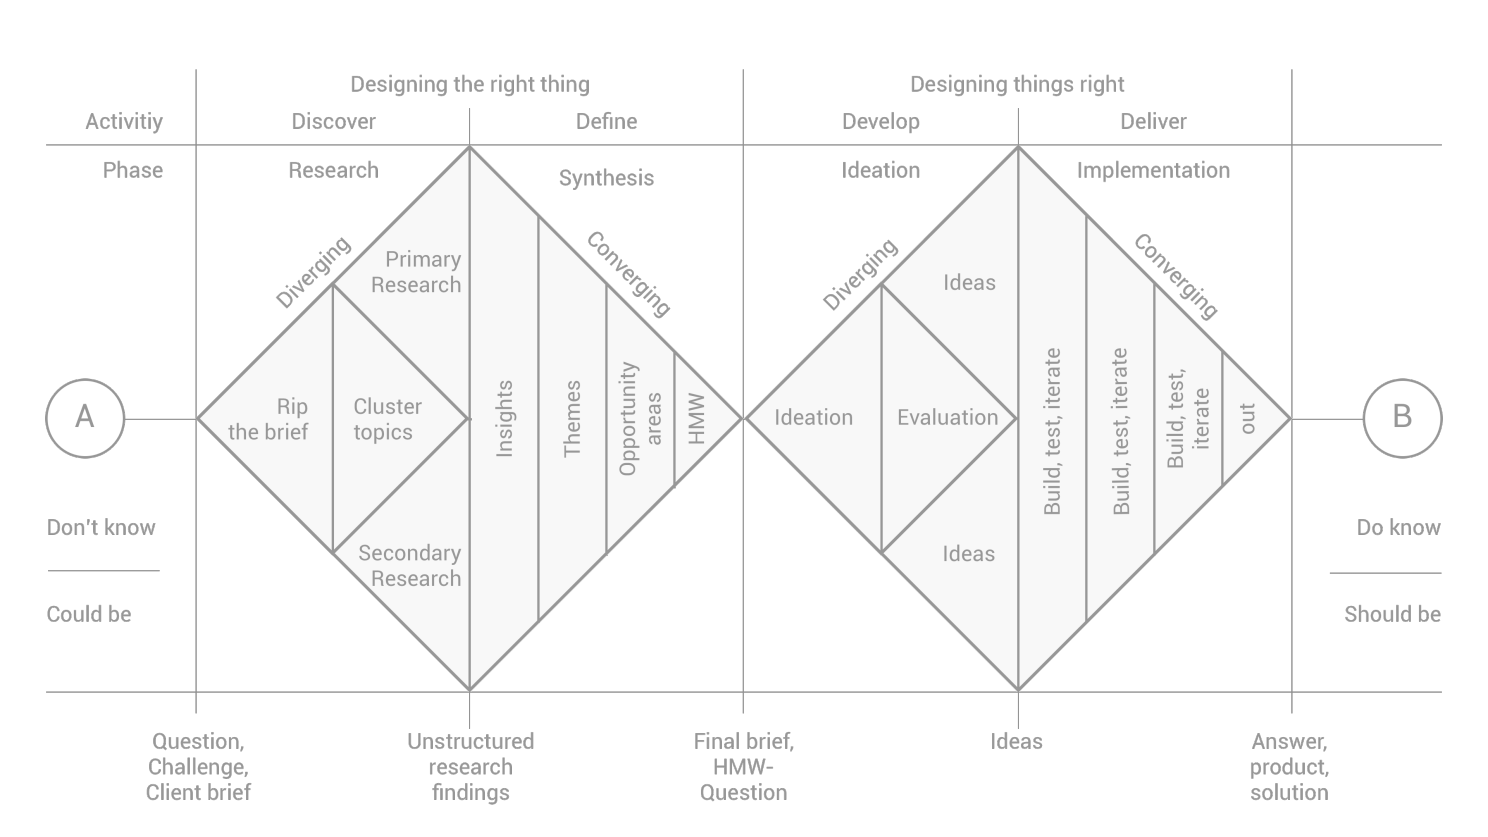 Designing the right thing
Designing things right
Activitiy
Discover
Define
Develop
Deliver
Phase
Research
Synthesis
Ideation
Implementation
Diverging
Converging
Diverging
Converging
Primary
Research
Ideas
A
Rip
the brief
Cluster
topics
Insights
Themes
Opportunity
areas
HMW
Ideation
Evaluation
Build, test, iterate
Build, test, iterate
Build, test,
iterate
out
B
Secondary
Research
Ideas
Don't know
Could be
Do know
Should be
Question,
Challenge,
Client brief
Unstructured
research
findings
Final brief,
HMW-
Question
Ideas
Answer,
product,
solution